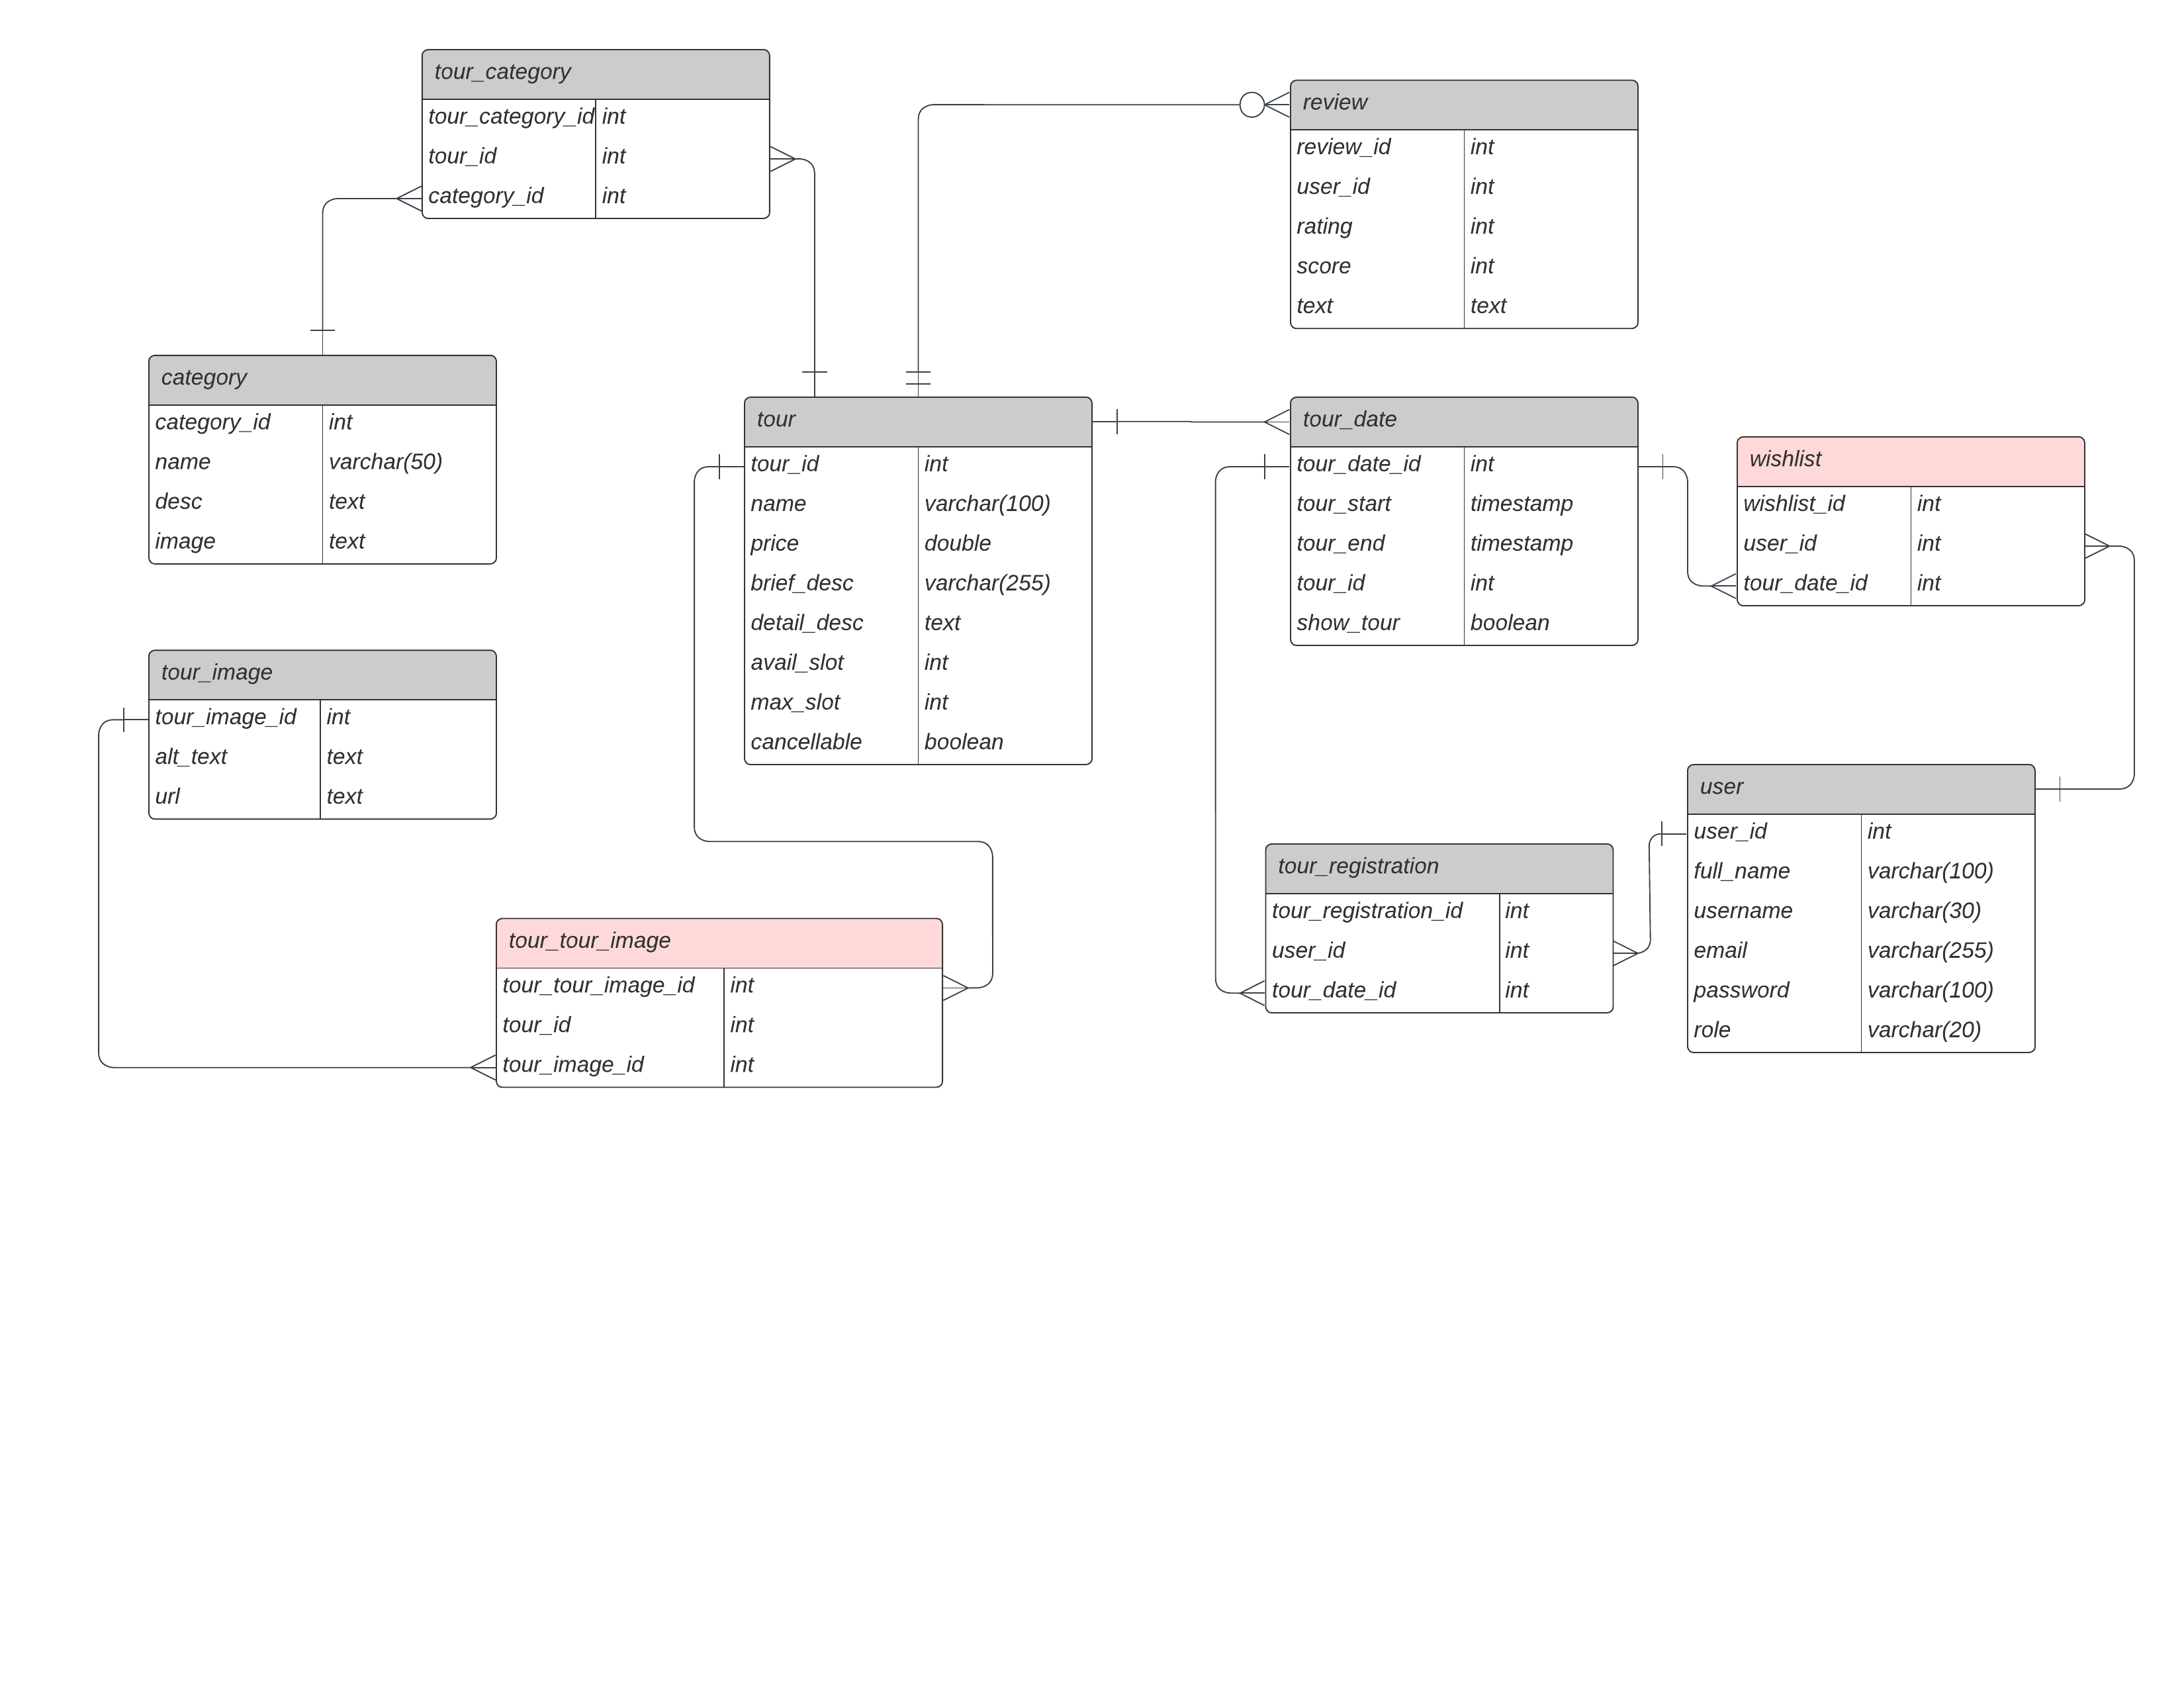 tour_category
tour_category_id int
tour_id int
category_id int
review
review_id int
user_id int
rating int
score int
text text
category
category_id int
name varchar(50)
desc text
image text
tour
tour_id int
name varchar(100)
price double
brief_desc varchar(255)
detail_desc text
avail_slot int
max_slot int
cancellable boolean
tour_date
tour_date_id int
tour_start timestamp
tour_end timestamp
tour_id int
show_tour boolean
wishlist
wishlist_id int
user_id int
tour_date_id int
tour_image
tour_image_id int
alt_text text
url text
user
user_id int
full_name varchar(100)
username varchar(30)
email varchar(255)
password varchar(100)
role varchar(20)
tour_registration
tour_registration_id int
user_id int
tour_date_id int
tour_tour_image
tour_tour_image_id int
tour_id int
tour_image_id int